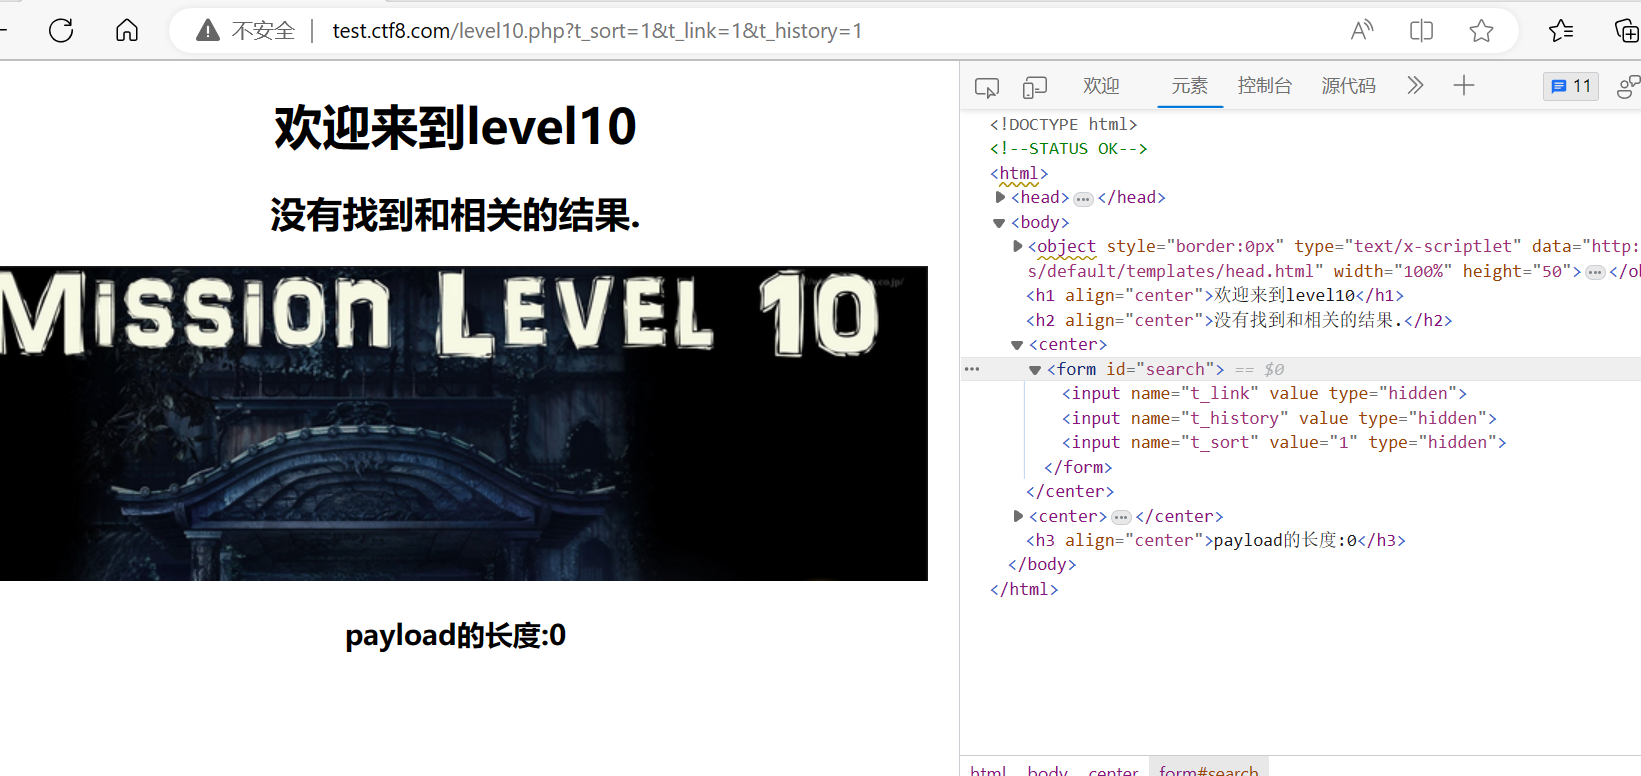 不安全 test.ctf8.com/level10.php?t_sort=1&t_link=1&t_history=1
欢迎来到level10
没有找到和相关的结果.
MISSION LEVEL 10
payload的长度:0
欢迎 元素 控制台 源代码 11
<!DOCTYPE html>
<!--STATUS OK-->
<html>
<head> ••• </head>
<body>
<object style="border:0px" type="text/x-scriptlet" data="http:
s/default/templates/head.html" width="100%" height="50"> ••• </ob
<h1 align="center">欢迎来到level10</h1>
<h2 align="center">没有找到和相关的结果.</h2>
<center>
<form id="search"> == $0
<input name="t_link" value type="hidden">
<input name="t_history" value type="hidden">
<input name="t_sort" value="1" type="hidden">
</form>
</center>
<center> ••• </center>
<h3 align="center">payload的长度:0</h3>
</body>
</html>
html body center form#search